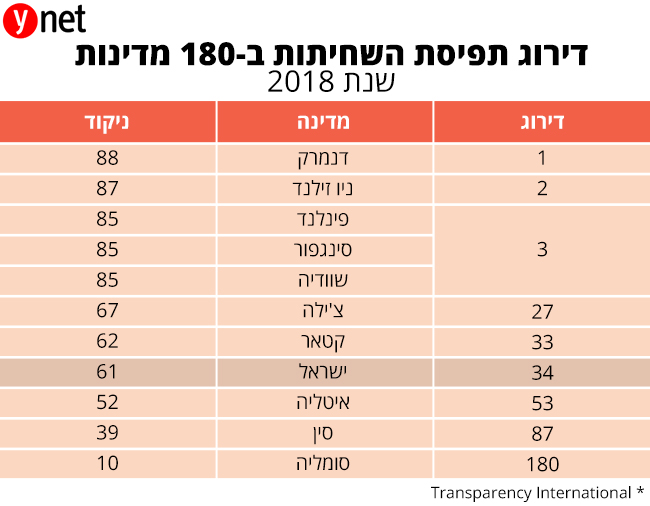 ynet
דירוג תפיסת השחיתות ב-180 מדינות
שנת 2018
דירוג מדינה ניקוד
1 דנמרק 88
2 ניו זילנד 87
3 פינלנד 85
סינגפור 85
שוודיה 85
27 צ'ילה 67
33 קטאר 62
34 ישראל 61
53 איטליה 52
87 סין 39
180 סומליה 10
Transparency International *